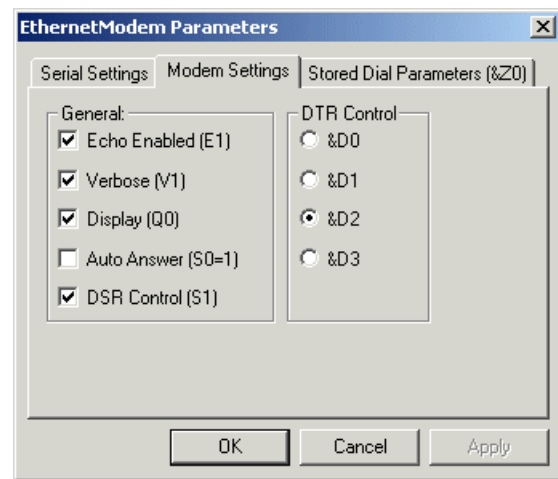 EthernetModem Parameters
Serial Settings
Modem Settings
Stored Dial Parameters (&Z0)
General:
Echo Enabled (E1)
Verbose (V1)
Display (Q0)
Auto Answer (S0=1)
DSR Control (S1)
DTR Control
&D0
&D1
&D2
&D3
OK
Cancel
Apply